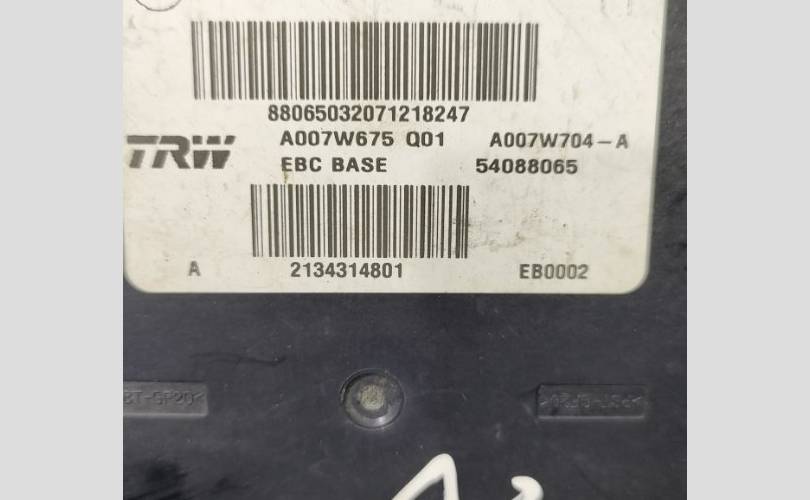 88065032071218247
TRW A007W675 Q01 A007W704-A
EBC BASE 54088065
A 2134314801 EB0002